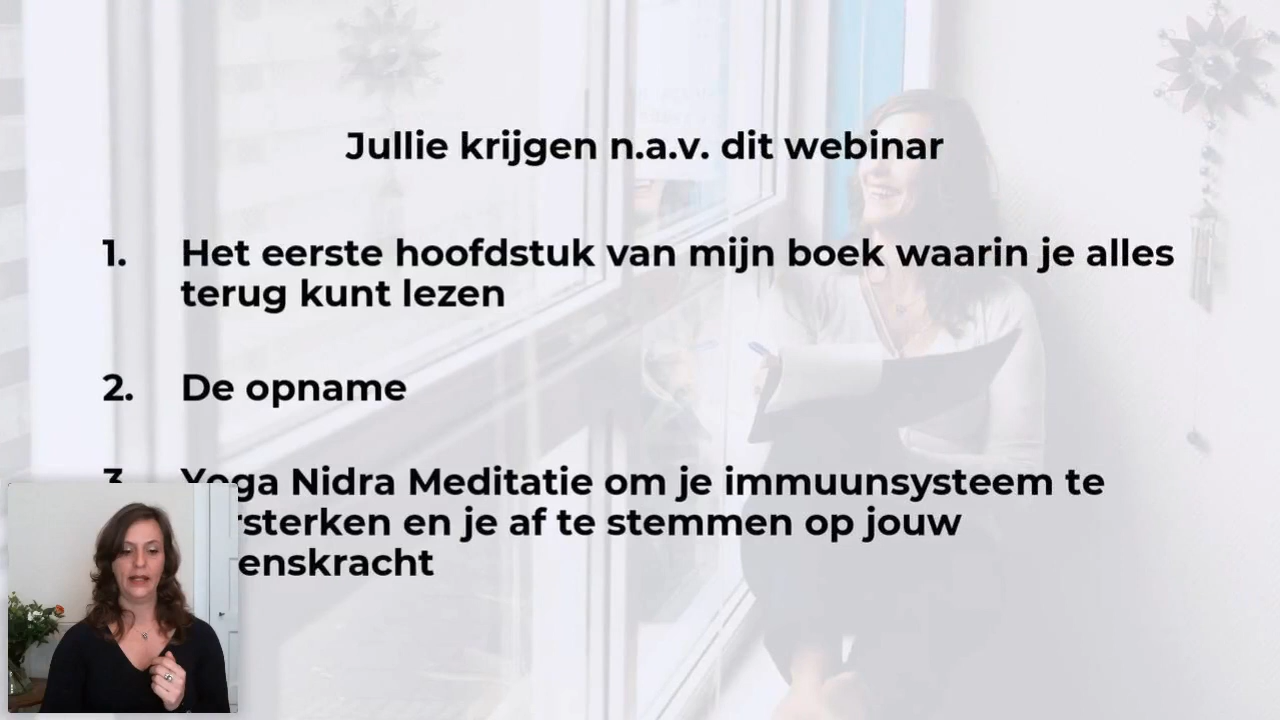 Jullie krijgen n.a.v. dit webinar
1. Het eerste hoofdstuk van mijn boek waarin je alles
terug kunt lezen
2. De opname
3. Yoga Nidra Meditatie om je immuunsysteem te
en je af te stemmen op jouw